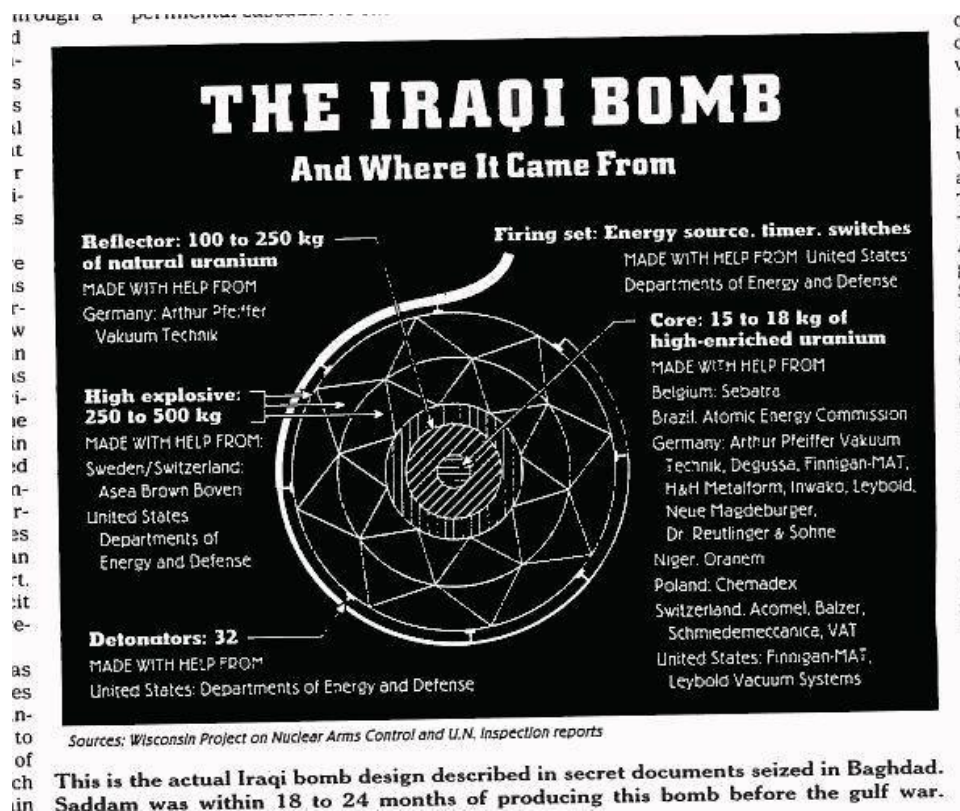 THE IRAQI BOMB
And Where It Came From
Reflector: 100 to 250 kg
of natural uranium
MADE WITH HELP FROM
Germany: Arthur Pfeiffer
Vakuum Technik
High explosive:
250 to 500 kg
MADE WITH HELP FROM:
Sweden/Switzerland:
Asea Brown Boven
United States
Departments of
Energy and Defense
Detonators: 32
MADE WITH HELP FROM
United States: Departments of Energy and Defense
Firing set: Energy source, timer, switches
MADE WITH HELP FROM United States
Departments of Energy and Defense
Core: 15 to 18 kg of
high-enriched uranium
MADE WITH HELP FROM
Belgium: Sebatra
Brazil. Atomic Energy Commission
Germany: Arthur Pfeiffer Vakuum
Technik, Degussa, Finnigan-MAT,
H&H Metalform, Inwako, Leybold,
Neue Magdeburger,
Dr. Reutlinger & Sohne
Niger. Oranem
Poland: Chemadex
Switzerland. Acomel, Balzer,
Schmiedemeccanica, VAT
United States: Finnigan-MAT,
Leybold Vacuum Systems
Sources: Wisconsin Project on Nuclear Arms Control and U.N. inspection reports
This is the actual Iraqi bomb design described in secret documents seized in Baghdad.
Saddam was within 18 to 24 months of producing this bomb before the gulf war.